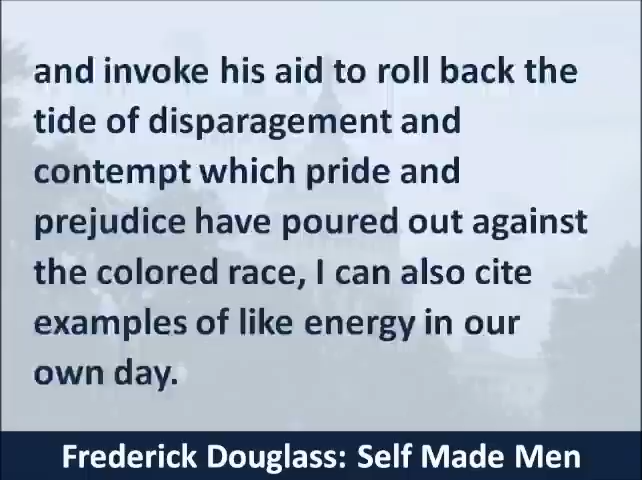 and invoke his aid to roll back the
tide of disparagement and
contempt which pride and
prejudice have poured out against
the colored race, I can also cite
examples of like energy in our
own day.
Frederick Douglass: Self Made Men